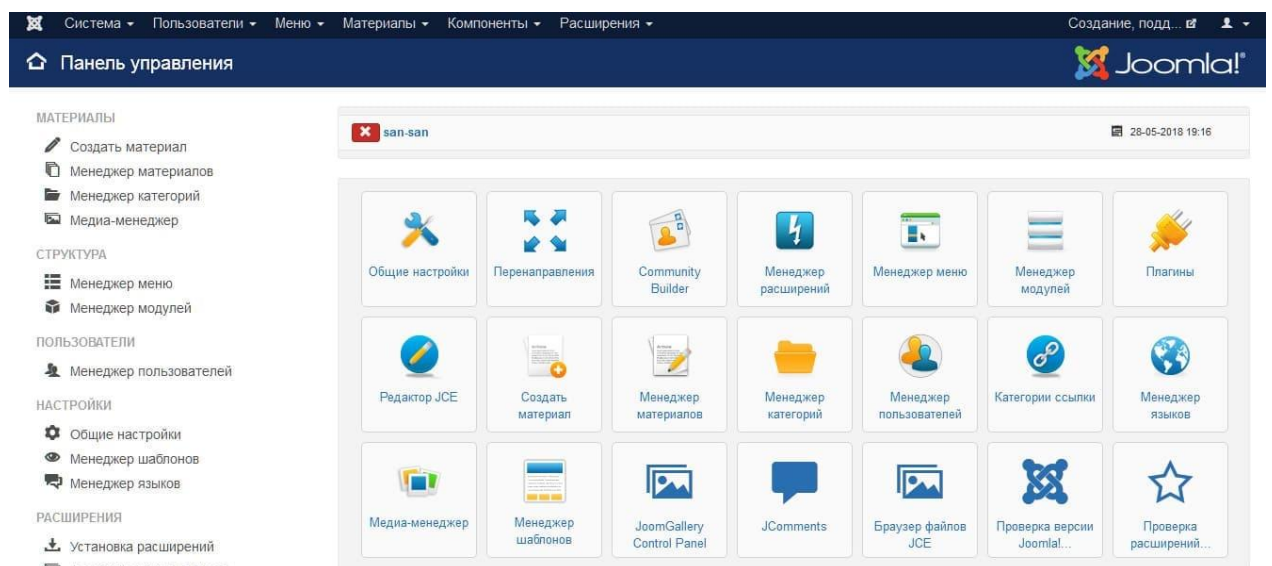 Система Пользователи Меню Материалы Компоненты Расширения Создание, подд...
Панель управления Joomla!®
МАТЕРИАЛЫ
Создать материал
Менеджер материалов
Менеджер категорий
Медиа-менеджер
СТРУКТУРА
Менеджер меню
Менеджер модулей
ПОЛЬЗОВАТЕЛИ
Менеджер пользователей
НАСТРОЙКИ
Общие настройки
Менеджер шаблонов
Менеджер языков
РАСШИРЕНИЯ
Установка расширений
san-san 28-05-2018 19:16
Общие настройки
Перенаправления
Community
Builder
Менеджер
расширений
Менеджер меню
Менеджер
модулей
Плагины
Редактор JCE
Создать
материал
Менеджер
материалов
Менеджер
категорий
Менеджер
пользователей
Категории ссылки
Менеджер
языков
Медиа-менеджер
Менеджер
шаблонов
JoomGallery
Control Panel
JComments
Браузер файлов
JCE
Проверка версии
Joomla!...
Проверка
расширений...